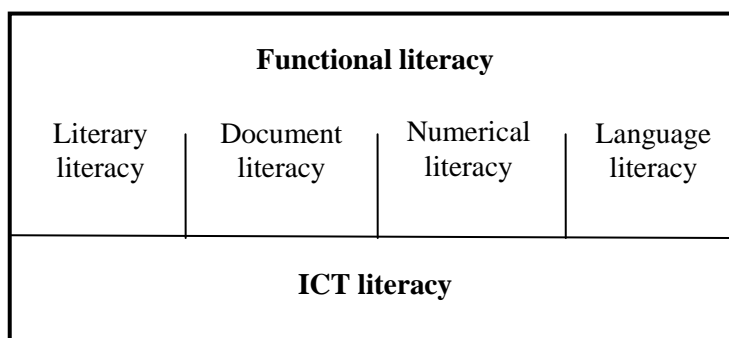 Functional literacy
Literary literacy
Document literacy
Numerical literacy
Language literacy
ICT literacy